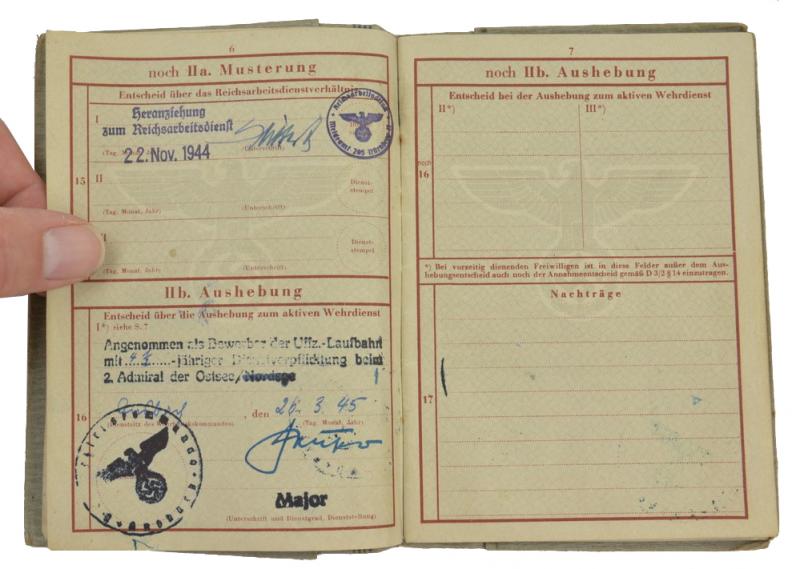 6
noch IIa. Musterung
Entscheid über das Reichsarbeitsdienstverhältnis
I
Heranziehung
zum Reichsarbeitsdienst
22. Nov. 1944
(Tag, Monat, Jahr)
(Unterschrift)
15
II
Dienst-
stempel
(Tag, Monat, Jahr)
(Unterschrift)
Dienst-
stempel
(Tag, Monat, Jahr)
(Unterschrift)
IIb. Aushebung
Entscheid über die Aushebung zum aktiven Wehrdienst
I*) siehe S. 7
Angenommen als Bewerber der Uffz.-Laufbahn
mit 4½ -jähriger Dienstverpflichtung beim
2. Admiral der Ostsee/Nordsee
16
, den 26. 3. 45
(Tag, Monat, Jahr)
Major
(Unterschrift und Dienstgrad, Dienststellung)
7
noch IIb. Aushebung
Entscheid bei der Aushebung zum aktiven Wehrdienst
II*)
III*)
noch
16
*) Bei vorzeitig dienenden Freiwilligen ist in diese Felder außer dem Aus-
hebungsentscheid auch noch der Annahmeentscheid gemäß D 3/2 § 14 einzutragen.
Nachträge
17